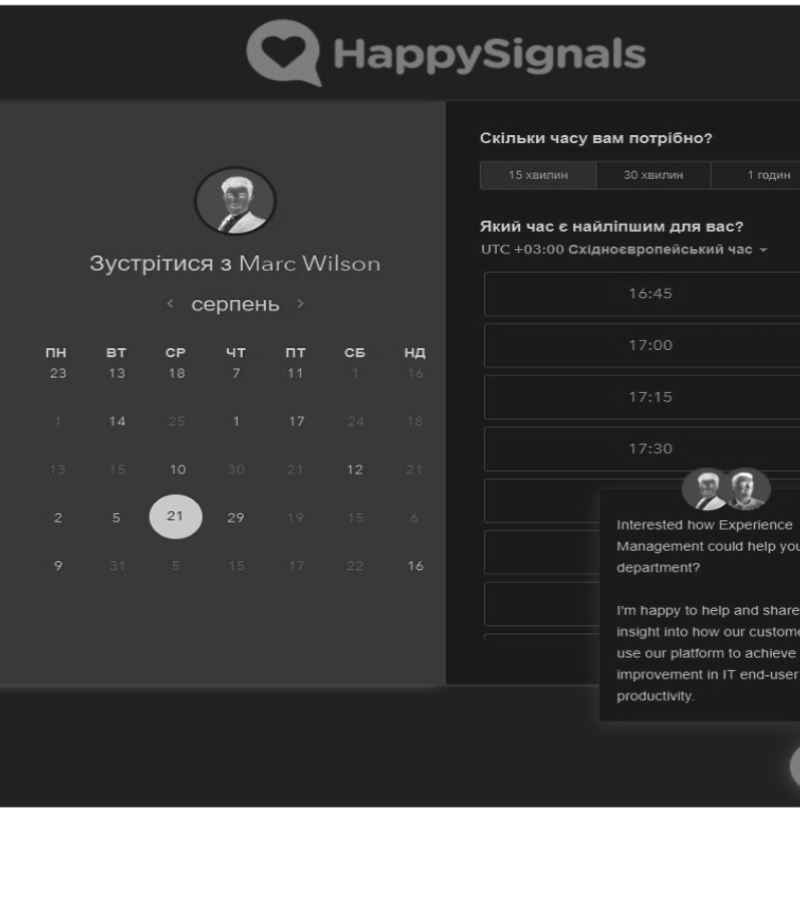 HappySignals
Зустрітися з Marc Wilson
‹ серпень ›
ПН ВТ СР ЧТ ПТ СБ НД
23 13 18 7 11 1 16
1 14 25 1 17 24 18
13 15 10 30 21 12 21
2 5 21 29 19 15 6
9 31 5 15 17 22 16
Скільки часу вам потрібно?
15 хвилин 30 хвилин 1 годин
Який час є найліпшим для вас?
UTC +03:00 Східноєвропейський час
16:45
17:00
17:15
17:30
Interested how Experience
Management could help you
department?
I'm happy to help and share
insight into how our custome
use our platform to achieve
improvement in IT end-user
productivity.